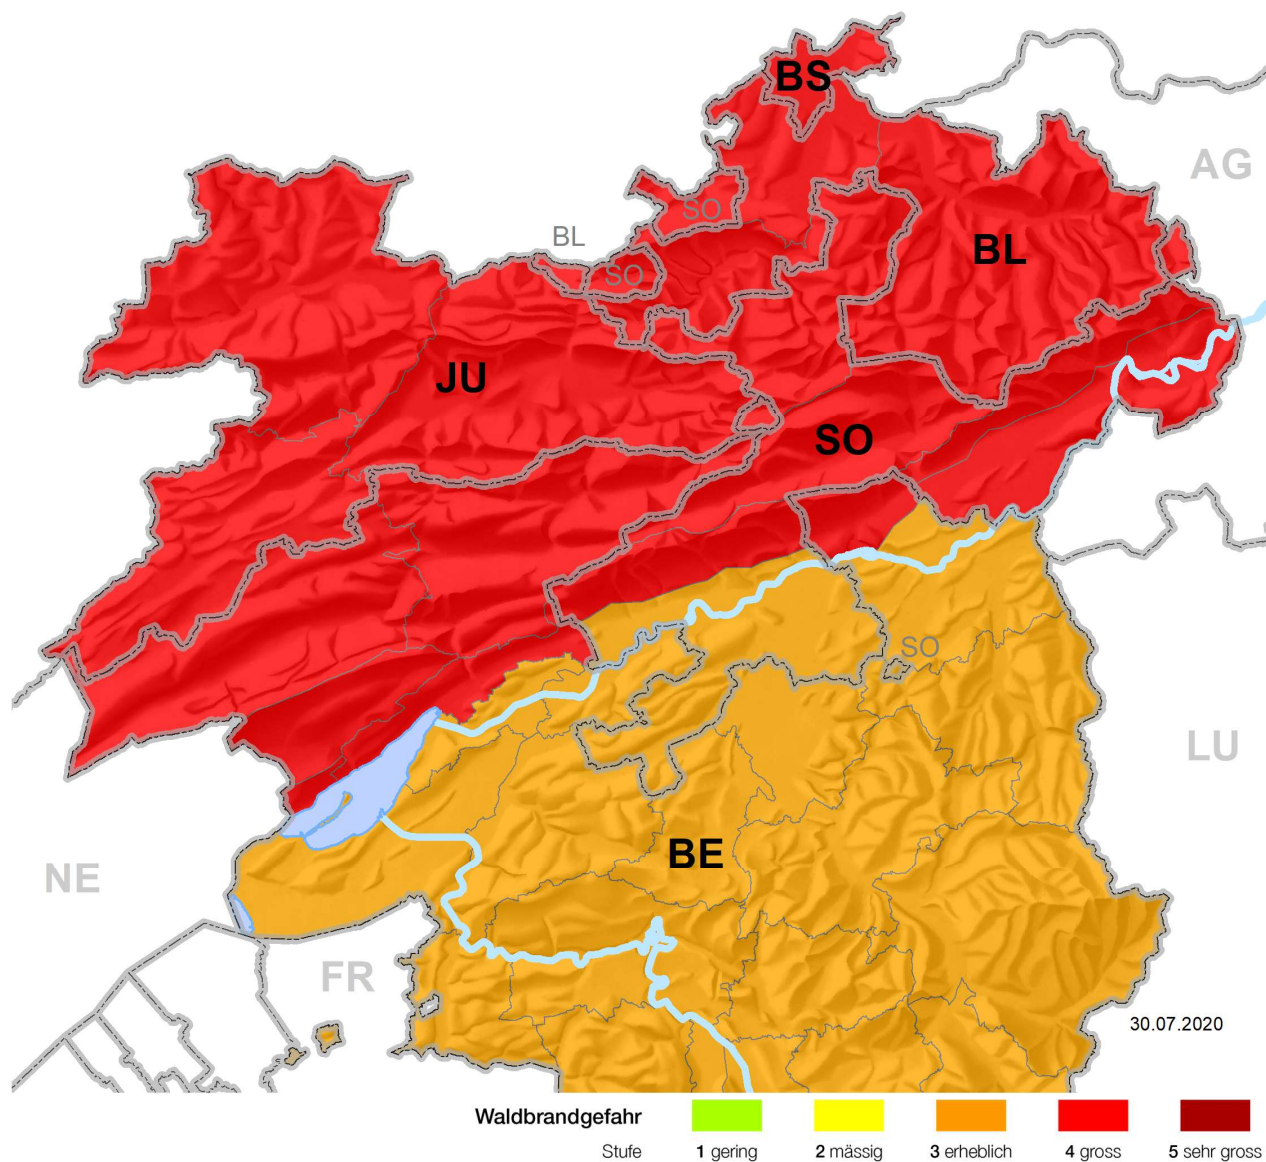 BS
AG
SO
BL
BL
SO
JU
SO
SO
LU
BE
NE
FR
30.07.2020
Waldbrandgefahr
Stufe 1 gering 2 mässig 3 erheblich 4 gross 5 sehr gross